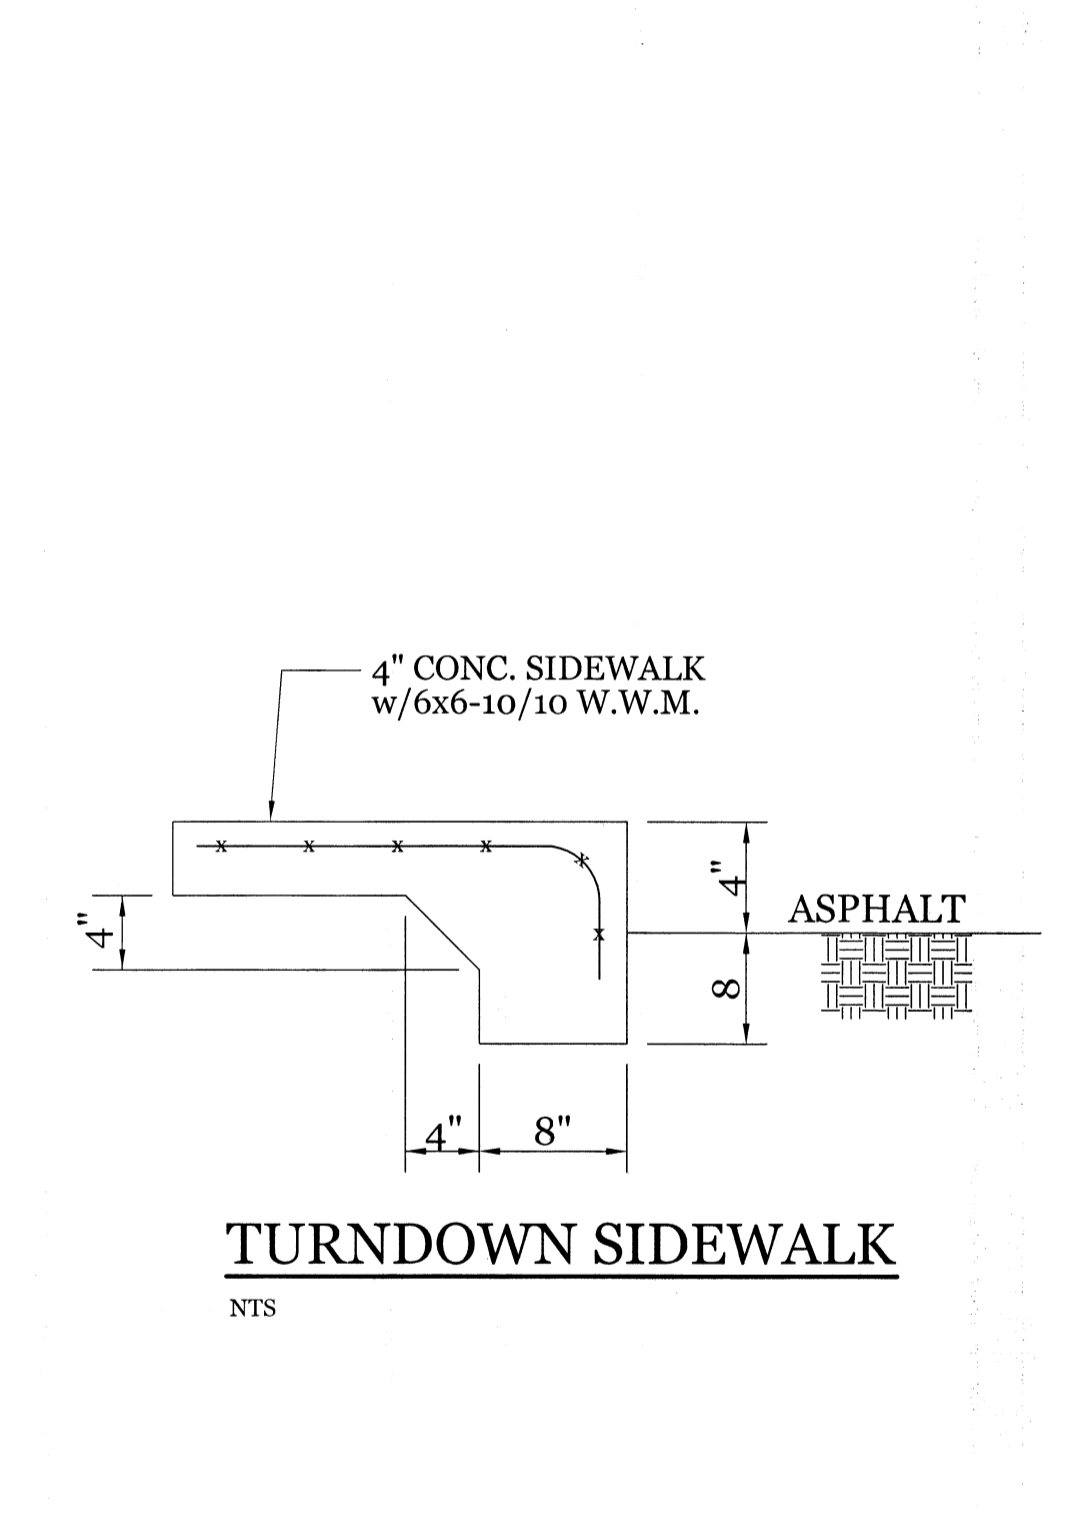 4" CONC. SIDEWALK
w/6x6-10/10 W.W.M.
4"
4"
ASPHALT
8
4"
8"
TURNDOWN SIDEWALK
NTS